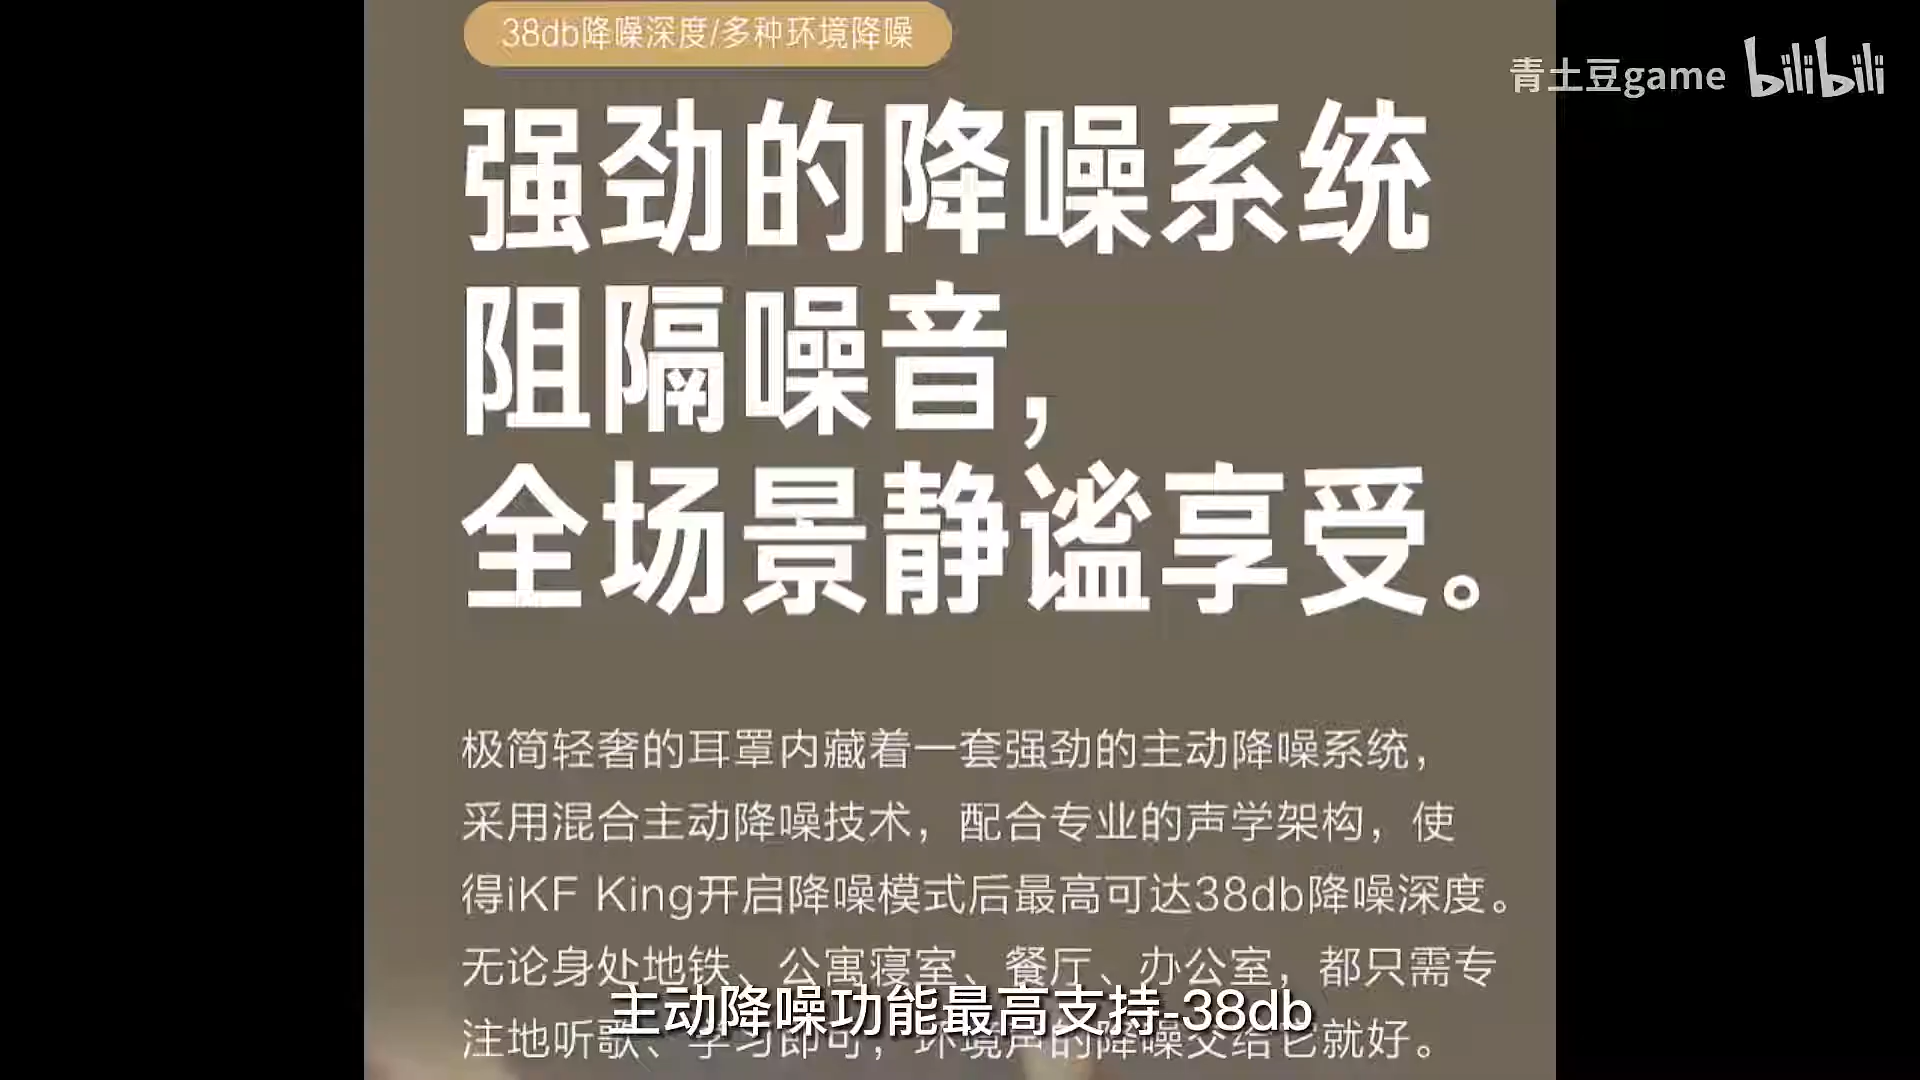 38db降噪深度/多种环境降噪
青土豆game bilibili
强劲的降噪系统
阻隔噪音，
全场景静谧享受。
极简轻奢的耳罩内藏着一套强劲的主动降噪系统，
采用混合主动降噪技术，配合专业的声学架构，使
得iKF King开启降噪模式后最高可达38db降噪深度。
无论身处地铁、公寓寝室、餐厅、办公室，都只需专
主动降噪功能最高支持-38db
注地听歌、学习即可，环境声的降噪交给它就好。